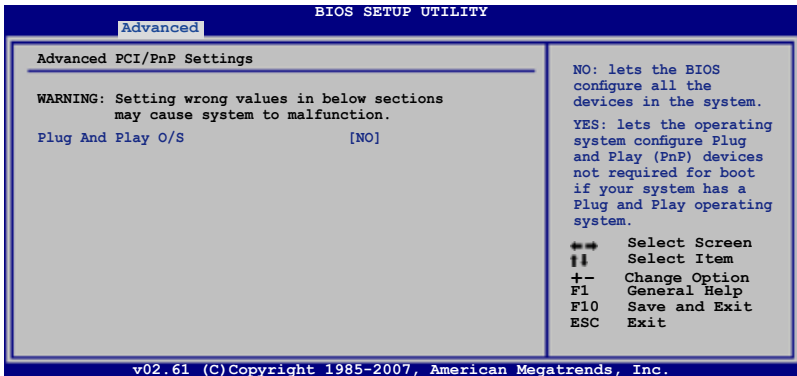 BIOS SETUP UTILITY
Advanced
Advanced PCI/PnP Settings
WARNING: Setting wrong values in below sections
may cause system to malfunction.
Plug And Play O/S [NO]
NO: lets the BIOS
configure all the
devices in the system.
YES: lets the operating
system configure Plug
and Play (PnP) devices
not required for boot
if your system has a
Plug and Play operating
system.
←→ Select Screen
↑↓ Select Item
+- Change Option
F1 General Help
F10 Save and Exit
ESC Exit
v02.61 (C)Copyright 1985-2007, American Megatrends, Inc.